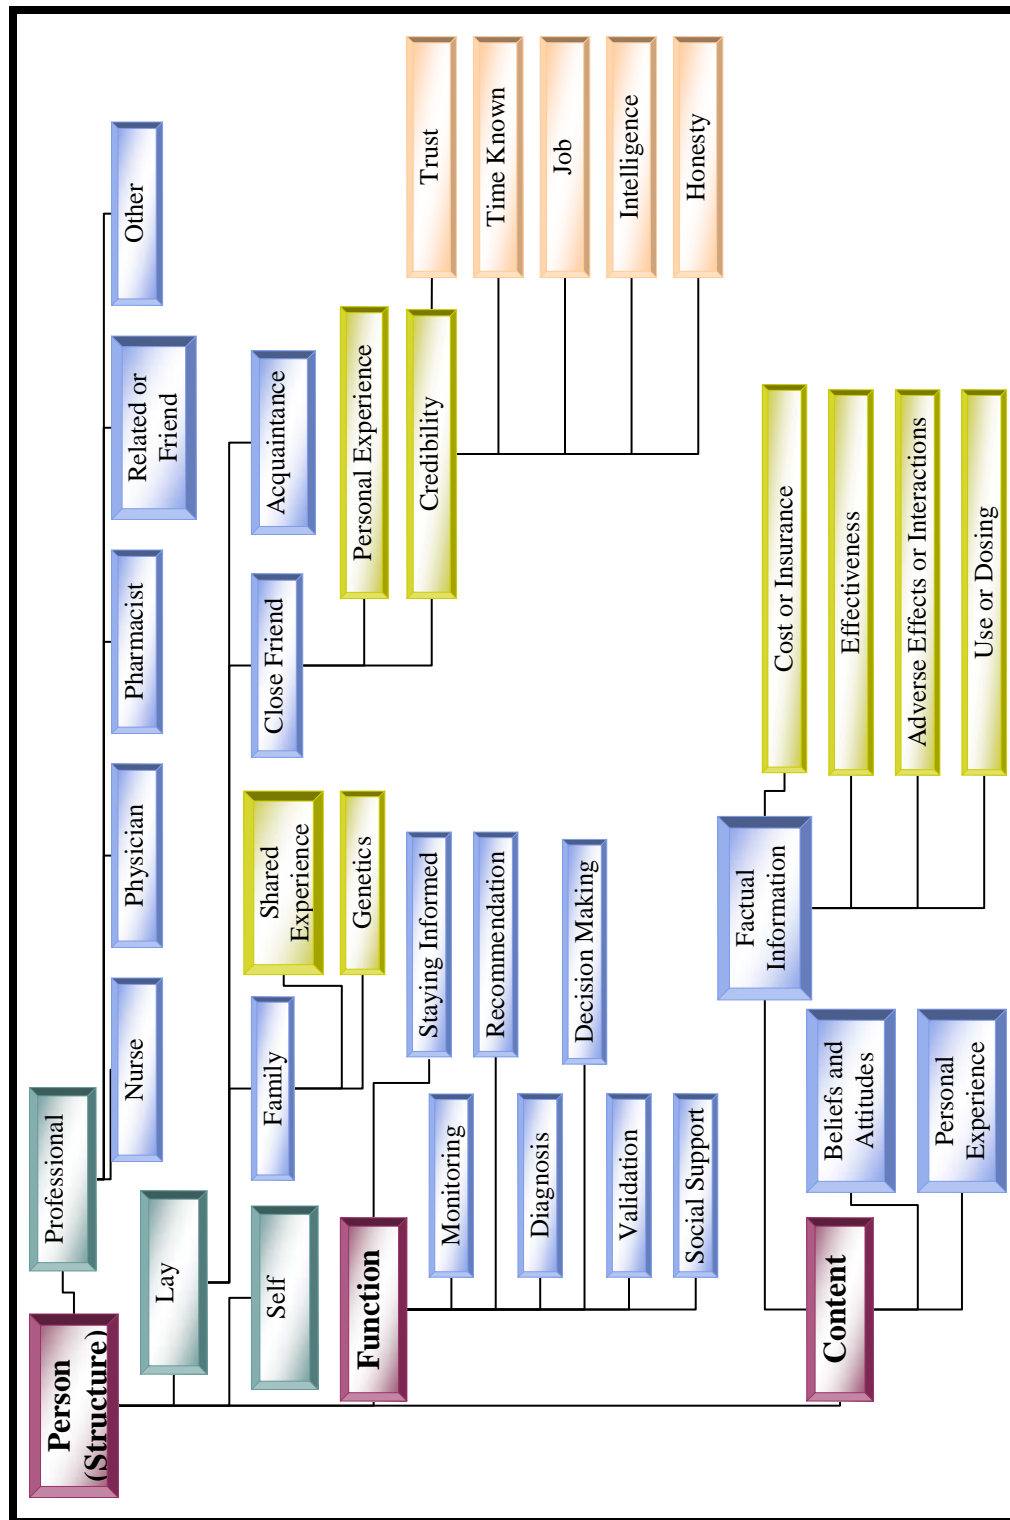 Person
(Structure)
Professional
Nurse
Physician
Pharmacist
Related or
Friend
Other
Lay
Family
Shared
Experience
Genetics
Close Friend
Personal Experience
Credibility
Trust
Time Known
Job
Intelligence
Honesty
Acquaintance
Self
Function
Staying Informed
Monitoring
Recommendation
Diagnosis
Decision Making
Validation
Social Support
Content
Factual
Information
Cost or Insurance
Effectiveness
Adverse Effects or Interactions
Use or Dosing
Beliefs and
Attitudes
Personal
Experience